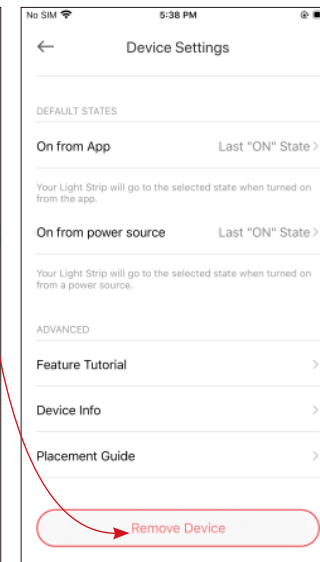 No SIM 5:38 PM
Device Settings
DEFAULT STATES
On from App Last "ON" State
Your Light Strip will go to the selected state when turned on
from the app.
On from power source Last "ON" State
Your Light Strip will go to the selected state when turned on
from a power source.
ADVANCED
Feature Tutorial
Device Info
Placement Guide
Remove Device